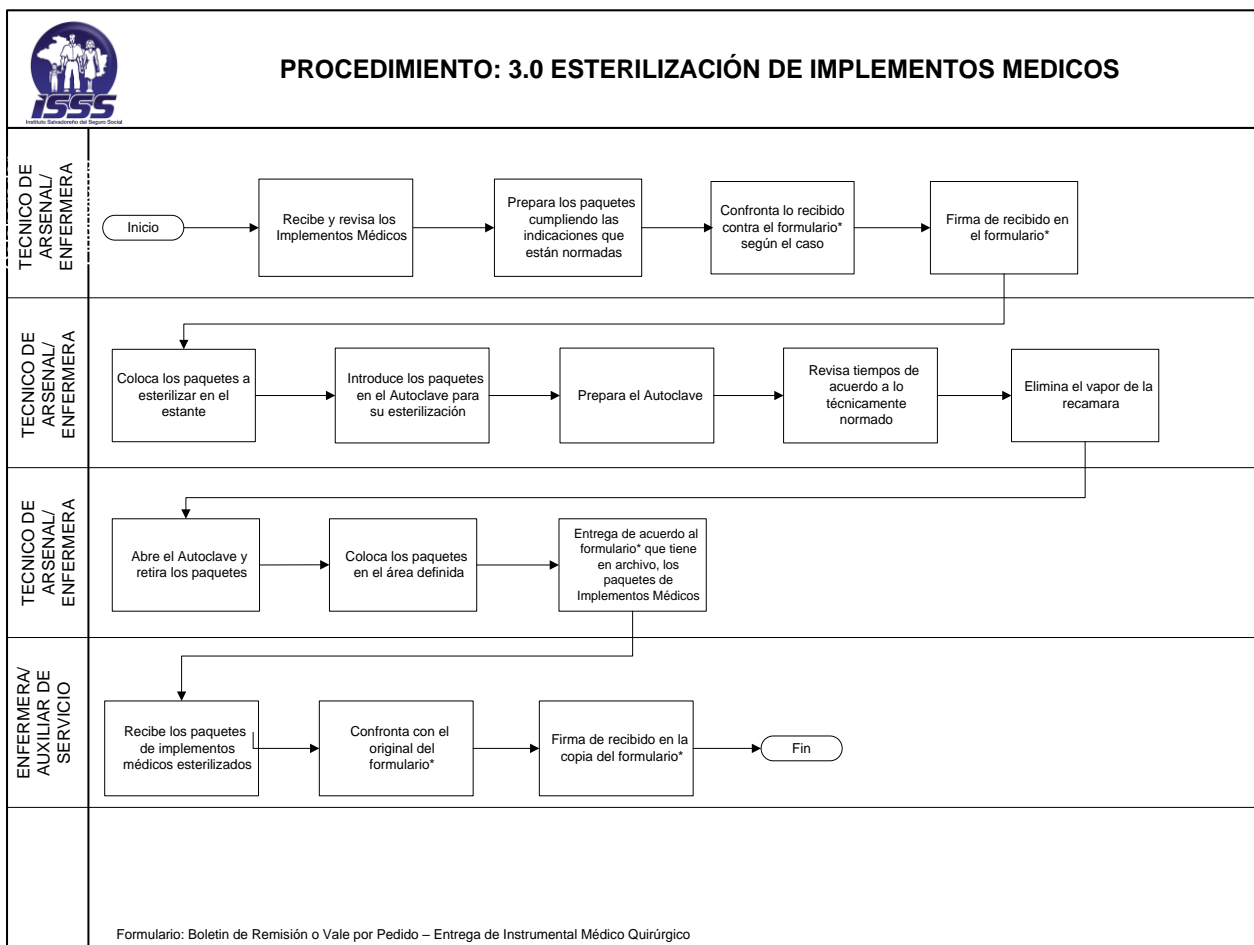 PROCEDIMIENTO: 3.0 ESTERILIZACIÓN DE IMPLEMENTOS MEDICOS
ISSS
Instituto Salvadoreño del Seguro Social
TECNICO DE
ARSENAL/
ENFERMERA
Inicio
Recibe y revisa los
Implementos Médicos
Prepara los paquetes
cumpliendo las
indicaciones que
están normadas
Confronta lo recibido
contra el formulario*
según el caso
Firma de recibido en
el formulario*
TECNICO DE
ARSENAL/
ENFERMERA
Coloca los paquetes a
esterilizar en el
estante
Introduce los paquetes
en el Autoclave para
su esterilización
Prepara el Autoclave
Revisa tiempos de
acuerdo a lo
técnicamente
normado
Elimina el vapor de la
recamara
TECNICO DE
ARSENAL/
ENFERMERA
Abre el Autoclave y
retira los paquetes
Coloca los paquetes
en el área definida
Entrega de acuerdo al
formulario* que tiene
en archivo, los
paquetes de
Implementos Médicos
ENFERMERA/
AUXILIAR DE
SERVICIO
Recibe los paquetes
de implementos
médicos esterilizados
Confronta con el
original del
formulario*
Firma de recibido en la
copia del formulario*
Fin
Formulario: Boletin de Remisión o Vale por Pedido – Entrega de Instrumental Médico Quirúrgico